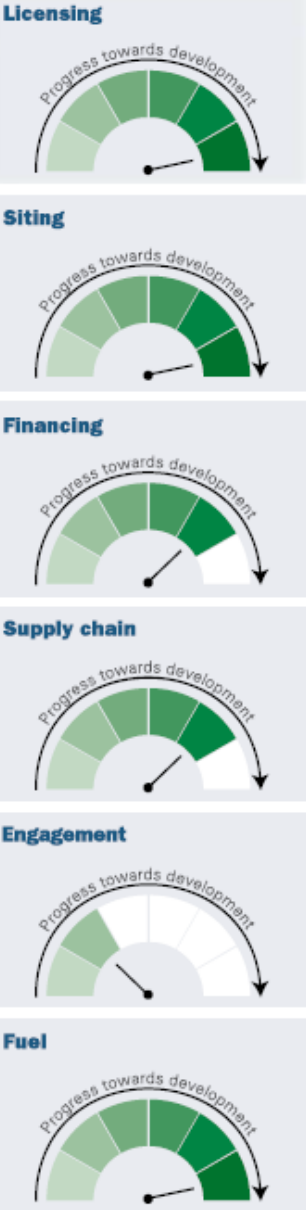 Licensing
Progress towards development
Siting
Progress towards development
Financing
Progress towards development
Supply chain
Progress towards development
Engagement
Progress towards development
Fuel
Progress towards development